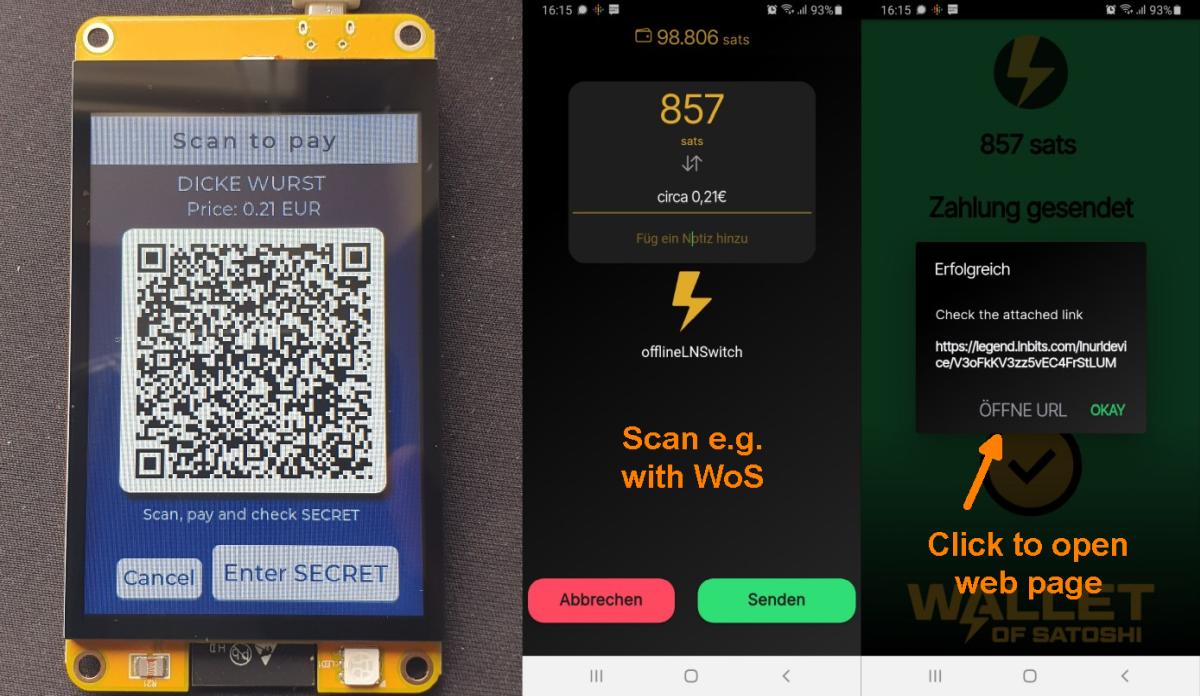 Scan to pay
DICKE WURST
Price: 0.21 EUR
Scan, pay and check SECRET
Cancel
Enter SECRET
R21
16:15
93%
98.806 sats
857
sats
circa 0,21€
Füg ein Notiz hinzu
offlineLNSwitch
Scan e.g.
with WoS
Abbrechen
Senden
16:15
93%
857 sats
Zahlung gesendet
Erfolgreich
Check the attached link
https://legend.lnbits.com/lnurldevi
ce/V3oFkKV3zz5vEC4FrStLUM
ÖFFNE URL
OKAY
Click to open
web page
WALLET
OF SATOSHI